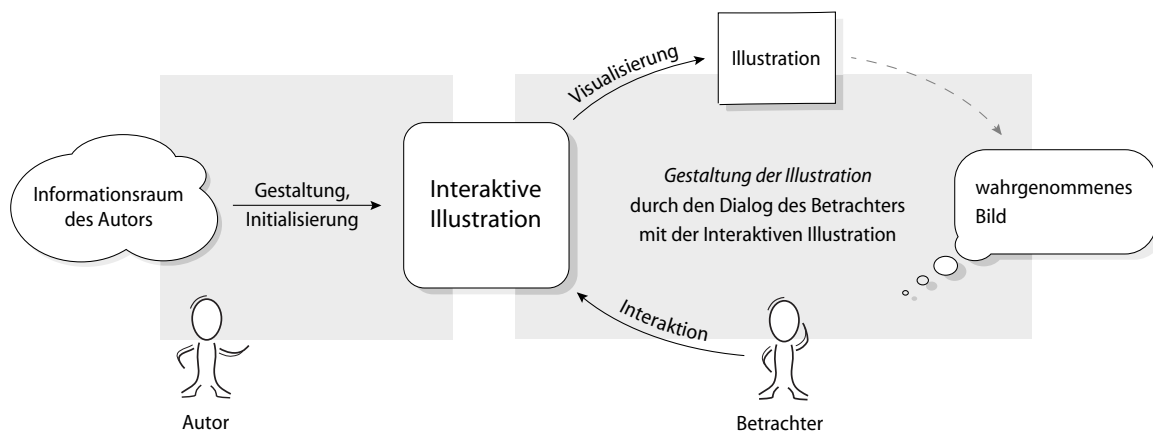 Informationsraum
des Autors
Gestaltung,
Initialisierung
Autor
Interaktive
Illustration
Visualisierung
Illustration
Gestaltung der Illustration
durch den Dialog des Betrachters
mit der Interaktiven Illustration
wahrgenommenes
Bild
Interaktion
Betrachter